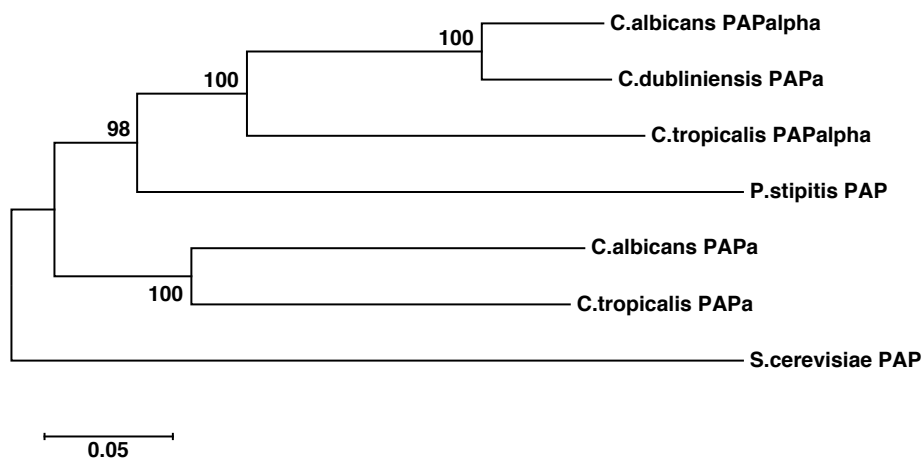 C.albicans PAPalpha
100
C.dubliniensis PAPa
100
C.tropicalis PAPalpha
98
P.stipitis PAP
C.albicans PAPa
100
C.tropicalis PAPa
S.cerevisiae PAP
0.05